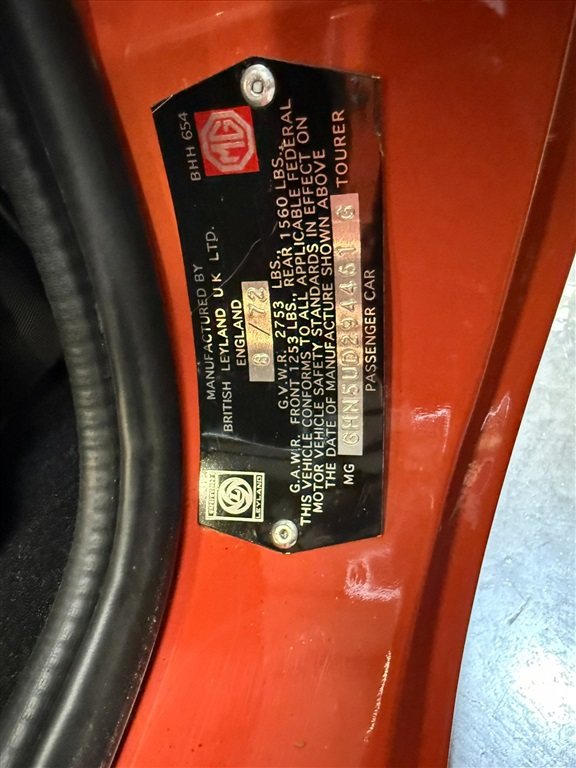 BHH 654
MG
MANUFACTURED BY
BRITISH LEYLAND U.K. LTD.
ENGLAND
8 /72
BRITISH
LEYLAND
G.V.W.R. 2753 LBS.
G.A.W.R. FRONT 1253 LBS., REAR 1560 LBS.,
THIS VEHICLE CONFORMS TO ALL APPLICABLE FEDERAL
MOTOR VEHICLE SAFETY STANDARDS IN EFFECT ON
THE DATE OF MANUFACTURE SHOWN ABOVE
MG GHN5UD294461 G TOURER
PASSENGER CAR